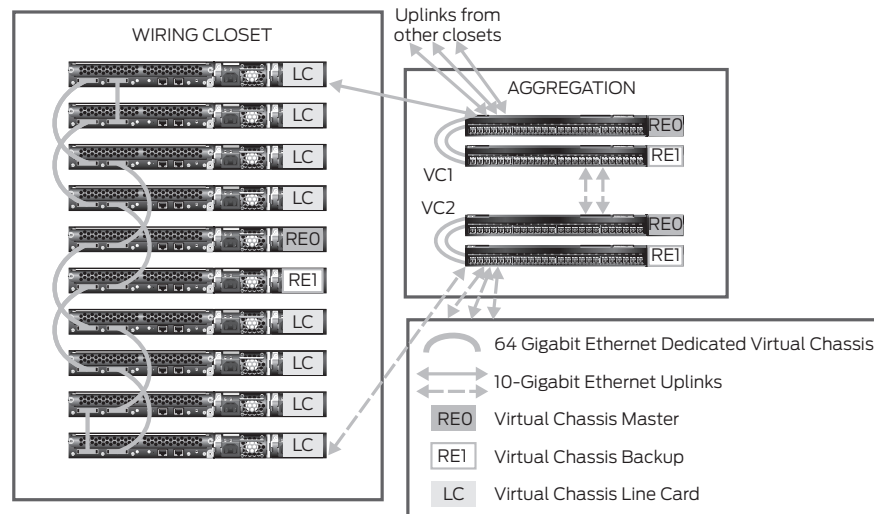 WIRING CLOSET
LC
LC
LC
LC
RE0
RE1
LC
LC
LC
LC
Uplinks from
other closets
AGGREGATION
RE0
RE1
VC1
VC2
RE0
RE1
64 Gigabit Ethernet Dedicated Virtual Chassis
10-Gigabit Ethernet Uplinks
RE0 Virtual Chassis Master
RE1 Virtual Chassis Backup
LC Virtual Chassis Line Card